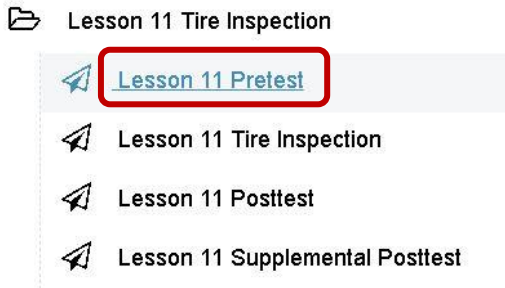 Lesson 11 Tire Inspection
Lesson 11 Pretest
Lesson 11 Tire Inspection
Lesson 11 Posttest
Lesson 11 Supplemental Posttest